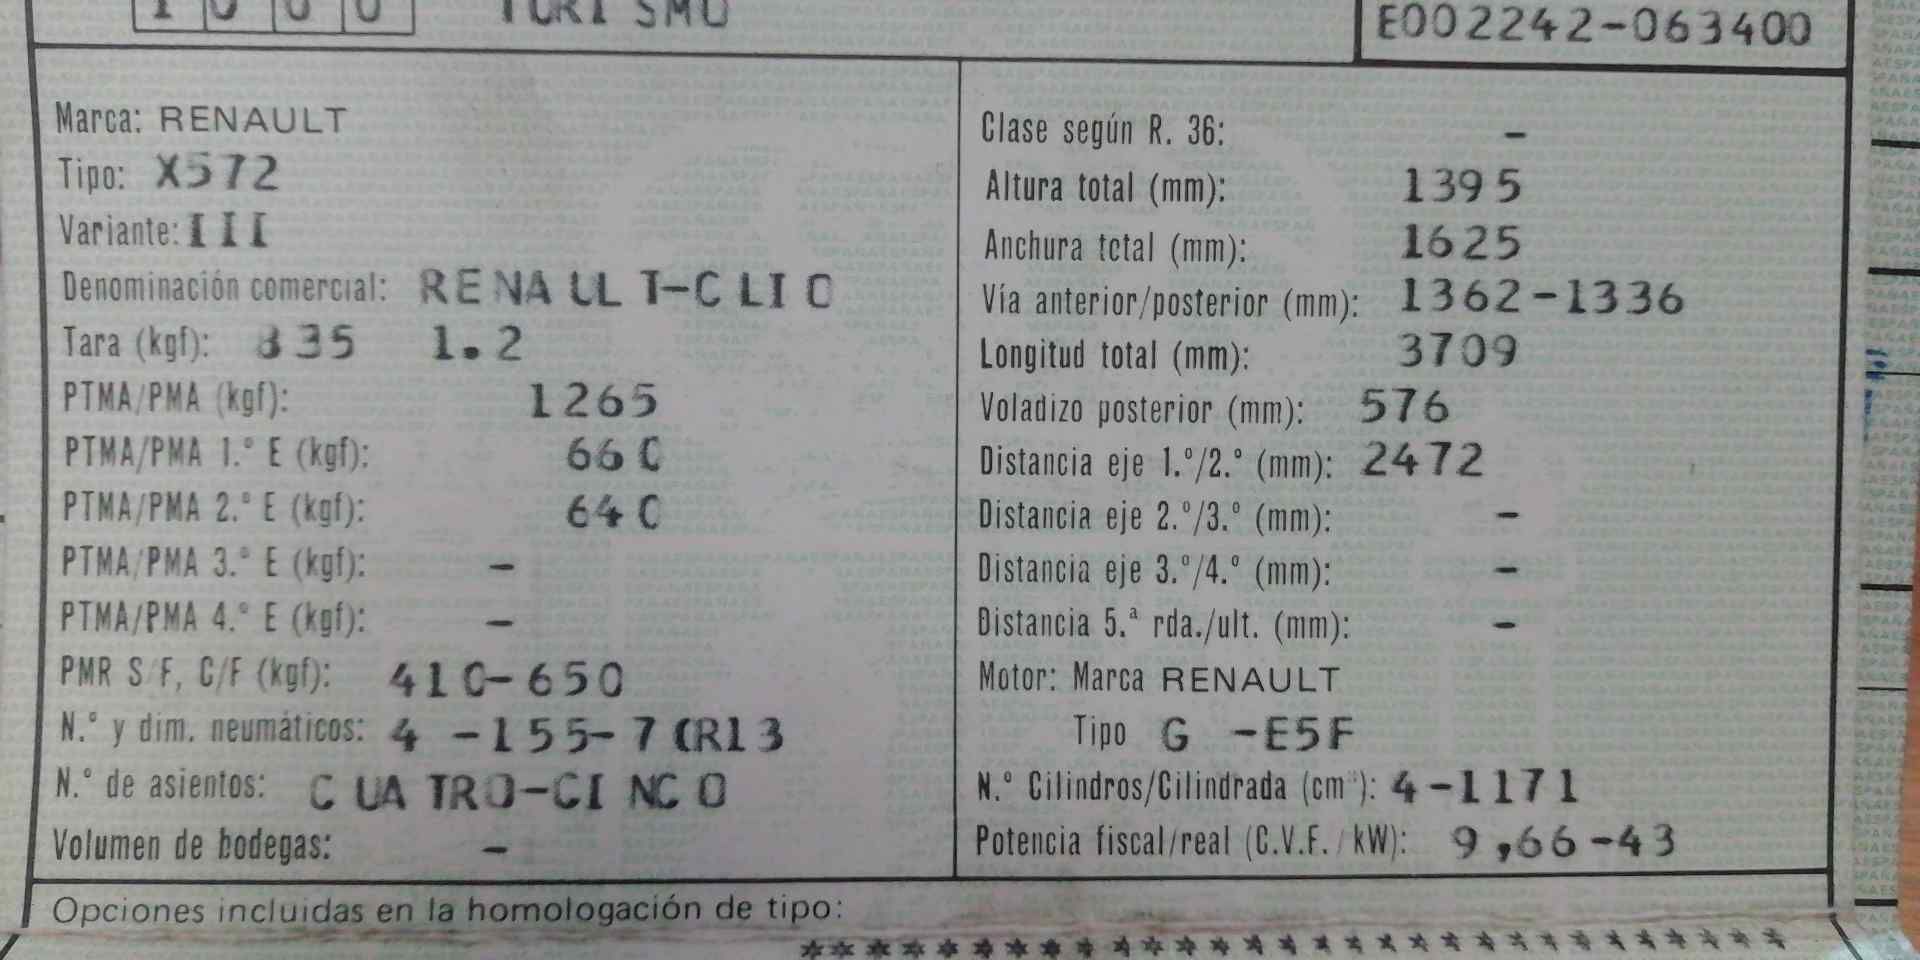 1000 TURISMO
E002242-063400
Marca: RENAULT
Tipo: X572
Variante: III
Denominación comercial: RENAULT-CLIO
Tara (kgf): 835 1.2
PTMA/PMA (kgf): 1265
PTMA/PMA 1.º E (kgf): 660
PTMA/PMA 2.º E (kgf): 640
PTMA/PMA 3.º E (kgf): -
PTMA/PMA 4.º E (kgf): -
PMR S/F, C/F (kgf): 410-650
N.º y dim. neumáticos: 4 -155-70R13
N.º de asientos: CUATRO-CINCO
Volumen de bodegas: -
Clase según R. 36: -
Altura total (mm): 1395
Anchura total (mm): 1625
Vía anterior/posterior (mm): 1362-1336
Longitud total (mm): 3709
Voladizo posterior (mm): 576
Distancia eje 1.º/2.º (mm): 2472
Distancia eje 2.º/3.º (mm): -
Distancia eje 3.º/4.º (mm): -
Distancia 5.ª rda./ult. (mm): -
Motor: Marca RENAULT
Tipo G -E5F
N.º Cilindros/Cilindrada (cm³): 4-1171
Potencia fiscal/real (C.V.F./kW): 9,66-43
Opciones incluidas en la homologación de tipo:
******************************